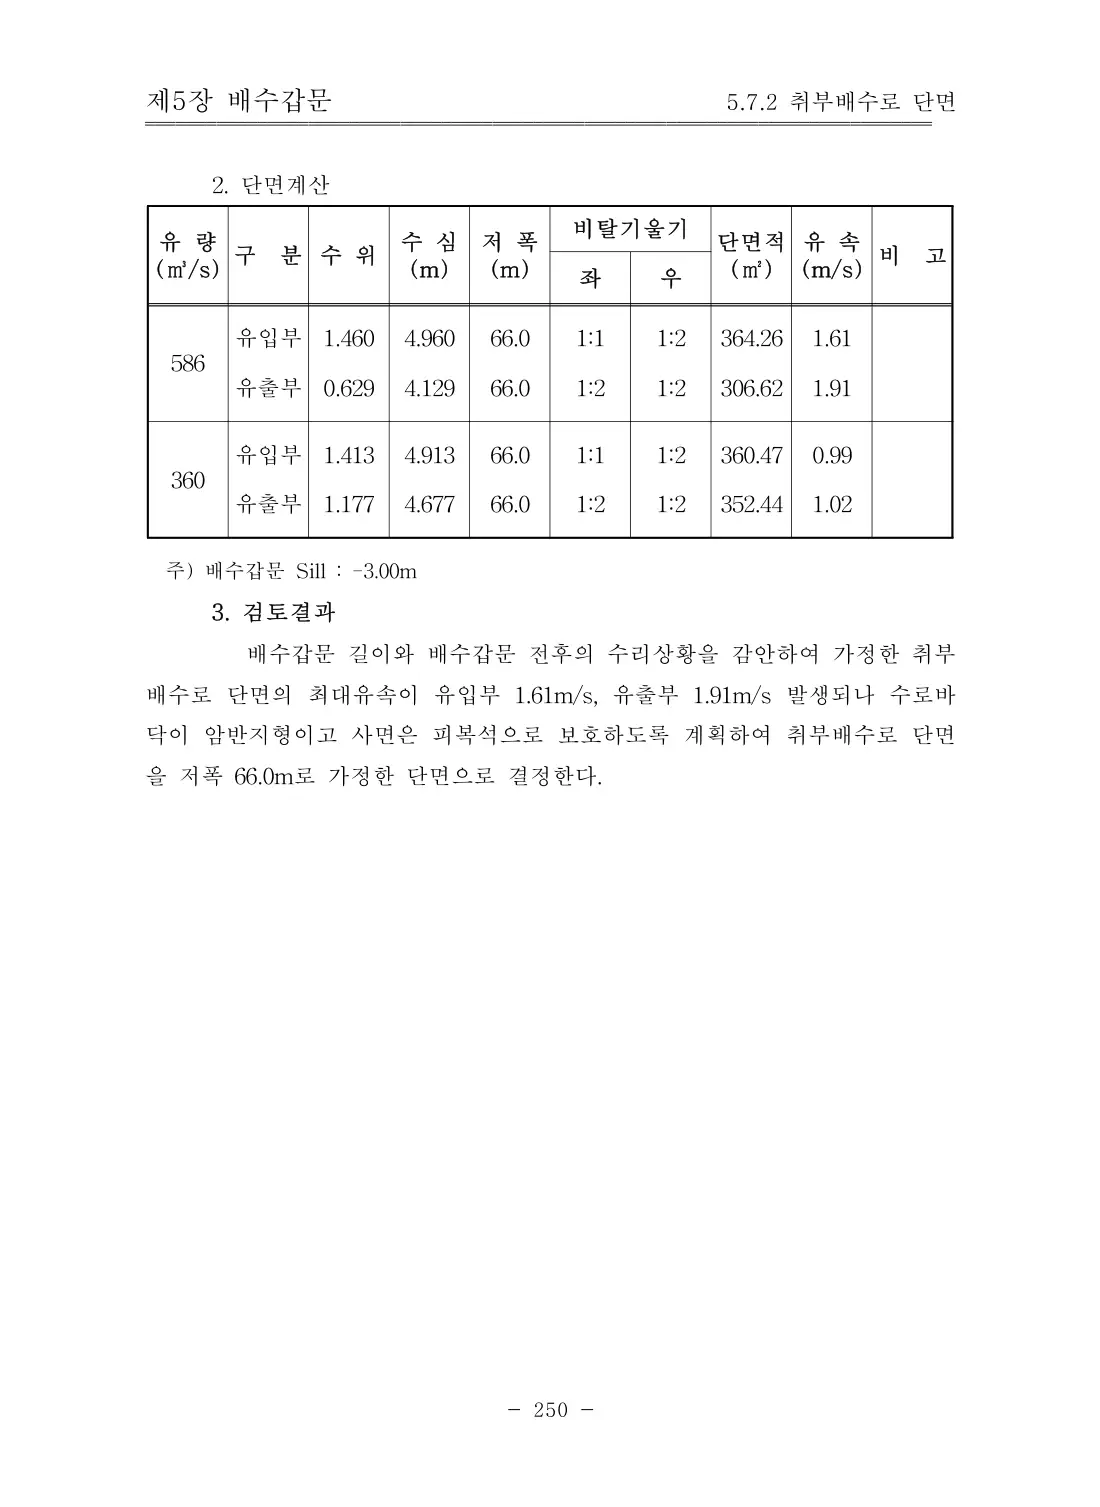 제5장 배수갑문
5.7.2 취부배수로 단면
2. 단면계산
유 량 (㎥/s) 구 분 수 위 수 심 (m) 저 폭 (m) 비탈기울기 단면적 (㎡) 유 속 (m/s) 비 고
좌 우
586 유입부 1.460 4.960 66.0 1:1 1:2 364.26 1.61
유출부 0.629 4.129 66.0 1:2 1:2 306.62 1.91
360 유입부 1.413 4.913 66.0 1:1 1:2 360.47 0.99
유출부 1.177 4.677 66.0 1:2 1:2 352.44 1.02
주) 배수갑문 Sill : -3.00m
3. 검토결과
배수갑문 길이와 배수갑문 전후의 수리상황을 감안하여 가정한 취부
배수로 단면의 최대유속이 유입부 1.61m/s, 유출부 1.91m/s 발생되나 수로바
닥이 암반지형이고 사면은 피복석으로 보호하도록 계획하여 취부배수로 단면
을 저폭 66.0m로 가정한 단면으로 결정한다.
- 250 -